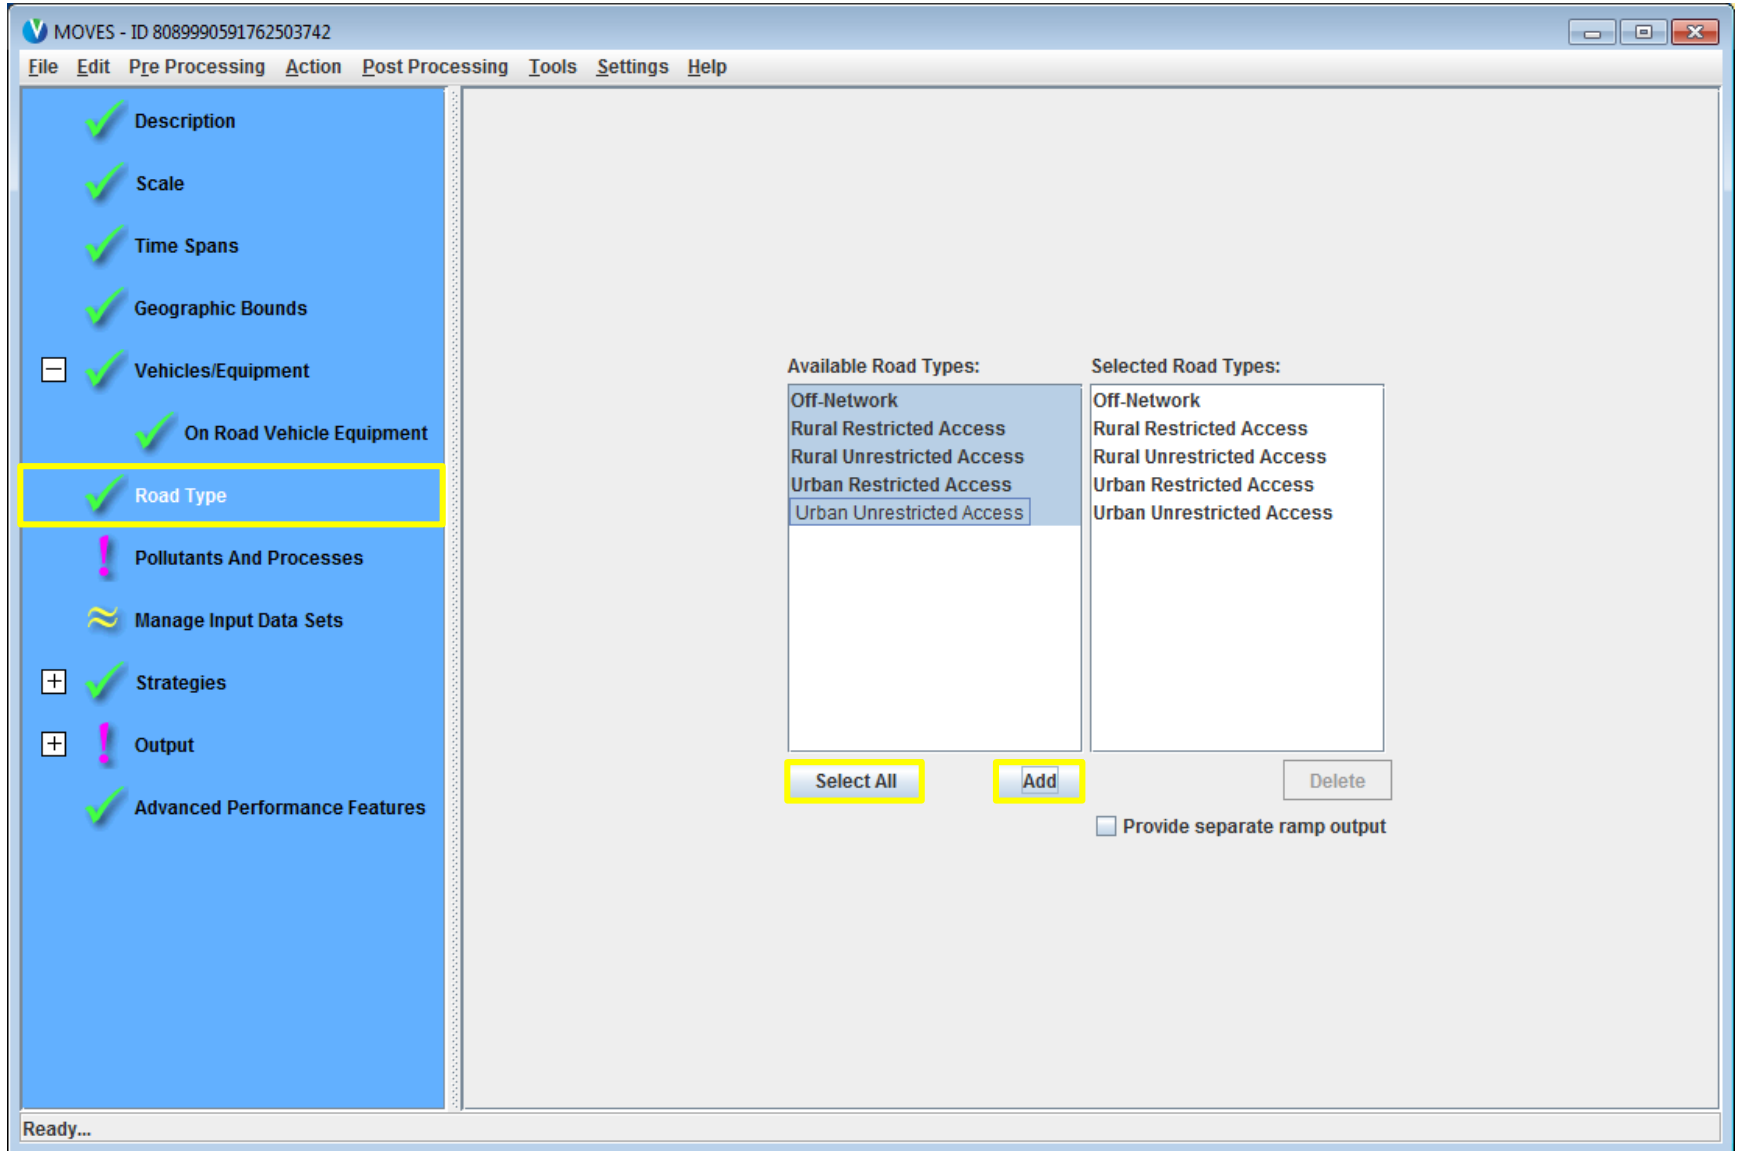 MOVES - ID 8089990591762503742
File Edit Pre Processing Action Post Processing Tools Settings Help
Description
Scale
Time Spans
Geographic Bounds
Vehicles/Equipment
On Road Vehicle Equipment
Road Type
Pollutants And Processes
Manage Input Data Sets
Strategies
Output
Advanced Performance Features
Available Road Types:
Off-Network
Rural Restricted Access
Rural Unrestricted Access
Urban Restricted Access
Urban Unrestricted Access
Select All
Add
Selected Road Types:
Off-Network
Rural Restricted Access
Rural Unrestricted Access
Urban Restricted Access
Urban Unrestricted Access
Delete
Provide separate ramp output
Ready...